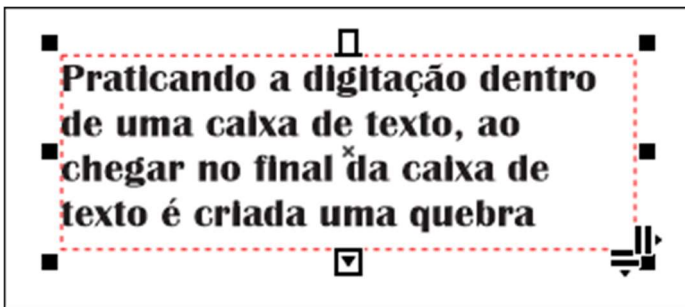 Praticando a digitação dentro
de uma caixa de texto, ao
chegar no final da caixa de
texto é criada uma quebra